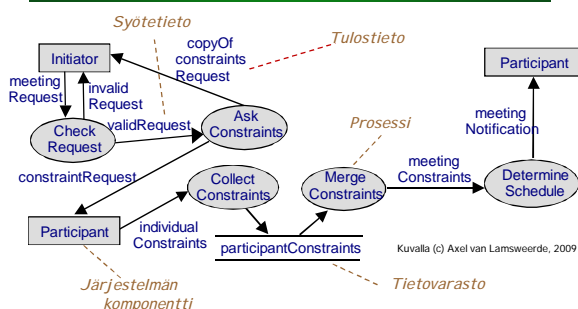 Syötetieto
copyOf
constraints
Request
Tulostieto
Initiator
Participant
meeting
Request
invalid
Request
validRequest
Check
Request
Ask
Constraints
Prosessi
meeting
Notification
constraintRequest
Collect
Constraints
Merge
Constraints
meeting
Constraints
Determine
Schedule
Participant
individual
Constraints
participantConstraints
Kuvalla (c) Axel van Lamsweerde, 2009
Järjestelmän
komponentti
Tietovarasto